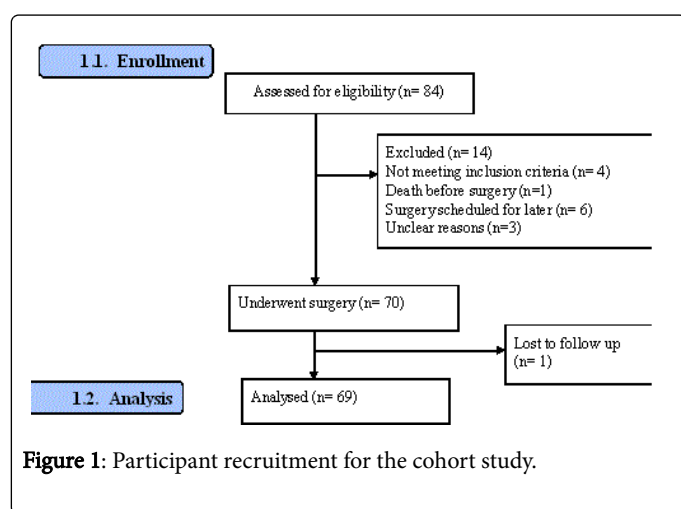 1.1. Enrollment
Assessed for eligibility (n= 84)
Excluded (n= 14)
Not meeting inclusion criteria (n= 4)
Death before surgery (n=1)
Surgery scheduled for later (n= 6)
Unclear reasons (n=3)
Underwent surgery (n= 70)
Lost to follow up
(n= 1)
1.2. Analysis
Analysed (n= 69)
Figure 1: Participant recruitment for the cohort study.